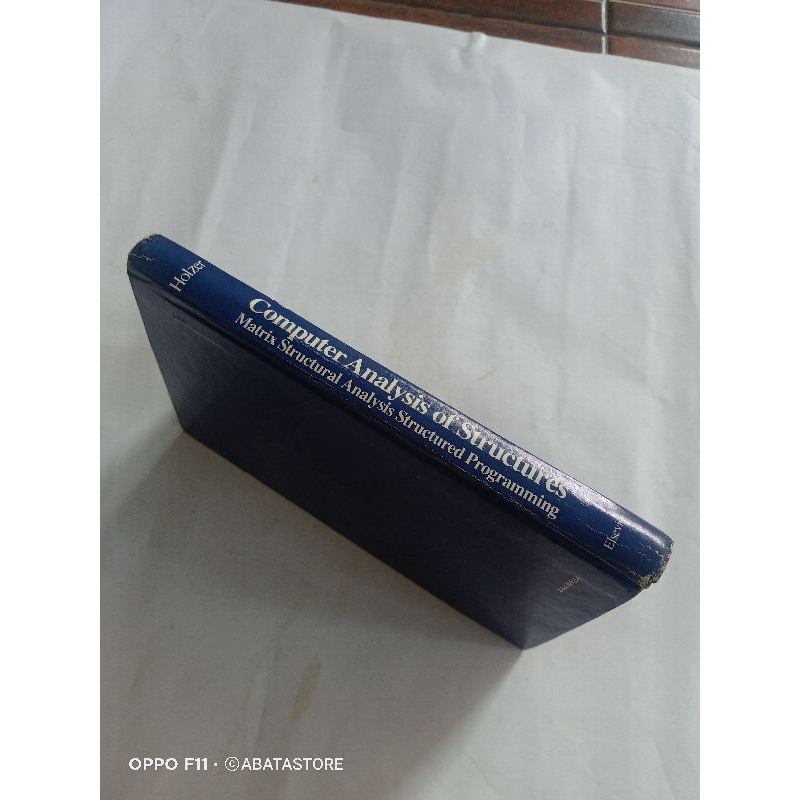 Holzer
Computer Analysis of Structures
Matrix Structural Analysis Structured Programming
OPPO F11 · ©ABATASTORE